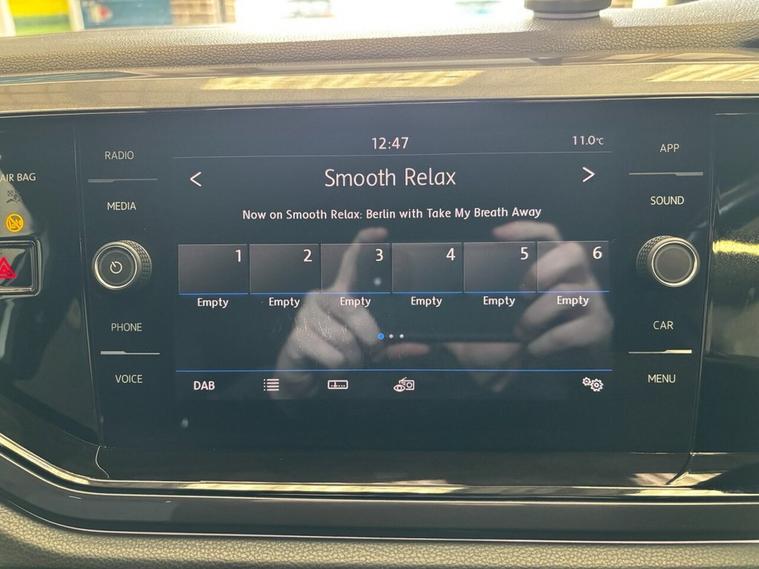 12:47
11.0°C
RADIO
APP
< Smooth Relax >
AIR BAG
MEDIA
SOUND
Now on Smooth Relax: Berlin with Take My Breath Away
1 2 3 4 5 6
Empty Empty Empty Empty Empty Empty
PHONE
CAR
VOICE
MENU
DAB